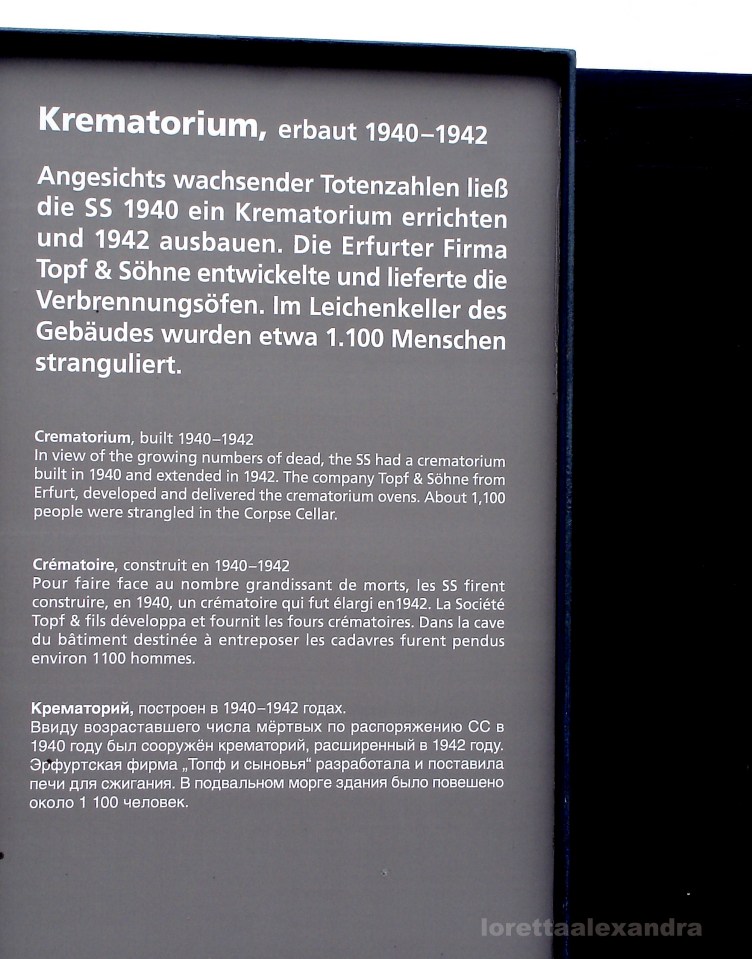 Krematorium, erbaut 1940–1942
Angesichts wachsender Totenzahlen ließ
die SS 1940 ein Krematorium errichten
und 1942 ausbauen. Die Erfurter Firma
Topf & Söhne entwickelte und lieferte die
Verbrennungsöfen. Im Leichenkeller des
Gebäudes wurden etwa 1.100 Menschen
stranguliert.
Crematorium, built 1940–1942
In view of the growing numbers of dead, the SS had a crematorium
built in 1940 and extended in 1942. The company Topf & Söhne from
Erfurt, developed and delivered the crematorium ovens. About 1,100
people were strangled in the Corpse Cellar.
Crématoire, construit en 1940–1942
Pour faire face au nombre grandissant de morts, les SS firent
construire, en 1940, un crématoire qui fut élargi en1942. La Société
Topf & fils développa et fournit les fours crématoires. Dans la cave
du bâtiment destinée à entreposer les cadavres furent pendus
environ 1100 hommes.
Крематорий, построен в 1940–1942 годах.
Ввиду возраставшего числа мёртвых по распоряжению СС в
1940 году был сооружён крематорий, расширенный в 1942 году.
Эрфуртская фирма „Топф и сыновья“ разработала и поставила
печи для сжигания. В подвальном морге здания было повешено
около 1 100 человек.
lorettaalexandra